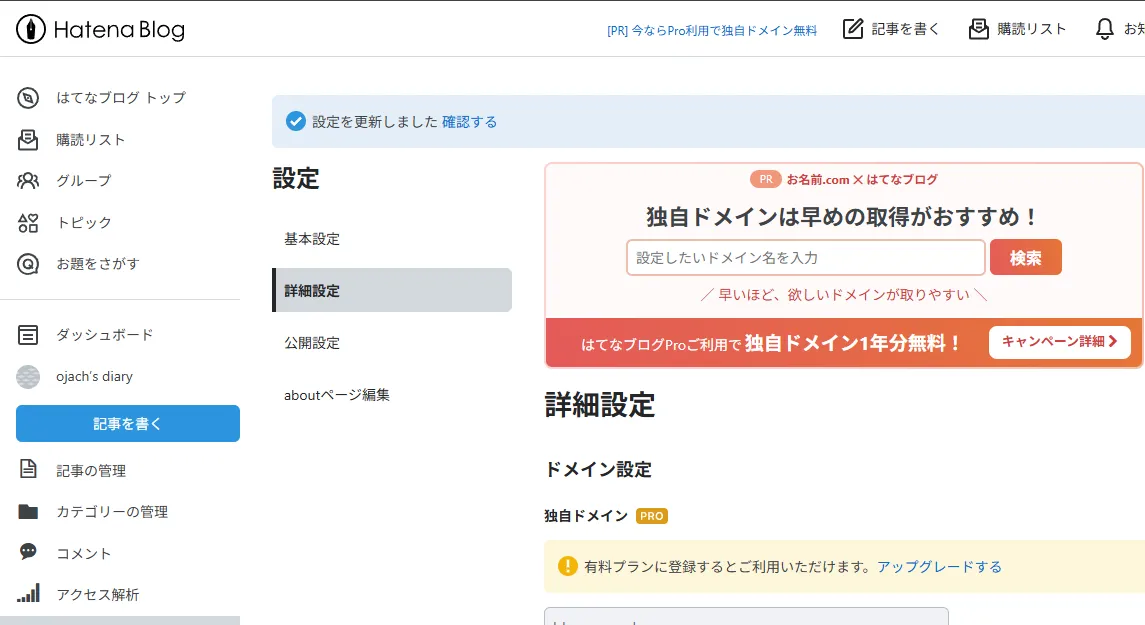 Hatena Blog
[PR] 今ならPro利用で独自ドメイン無料
記事を書く
購読リスト
はてなブログ トップ
購読リスト
グループ
トピック
お題をさがす
ダッシュボード
ojach's diary
記事を書く
記事の管理
カテゴリーの管理
コメント
アクセス解析
設定を更新しました 確認する
設定
基本設定
詳細設定
公開設定
aboutページ編集
PR お名前.com × はてなブログ
独自ドメインは早めの取得がおすすめ！
設定したいドメイン名を入力
検索
／ 早いほど、欲しいドメインが取りやすい ＼
はてなブログProご利用で 独自ドメイン1年分無料！
キャンペーン詳細
詳細設定
ドメイン設定
独自ドメイン PRO
有料プランに登録するとご利用いただけます。アップグレードする